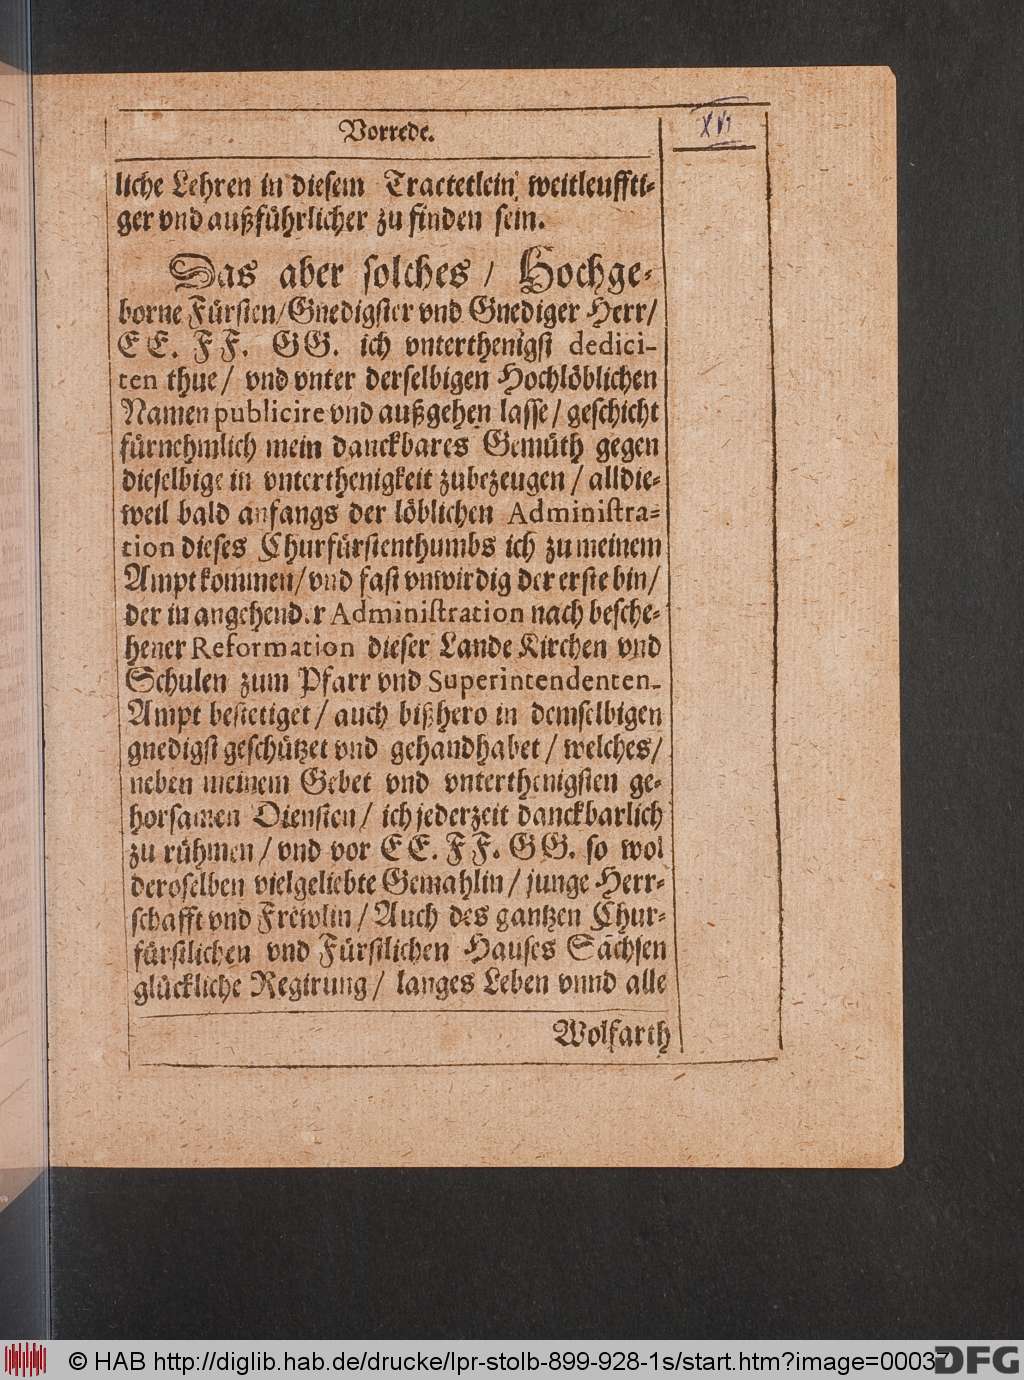 Vorrede.
XVI
liche Lehren in diesem Tractetlein weitleuffti-
ger vnd außführlicher zu finden sein.
Das aber solches / Hochge-
borne Fürsten / Gnedigster vnd Gnediger Herr /
E E. F F. G G. ich vnterthenigst dedici-
ren thue / vnd vnter derselbigen Hochlöblichen
Namen publicire vnd außgehen lasse / geschicht
fürnehmlich mein danckbares Gemüth gegen
dieselbige in vnterthenigkeit zubezeugen / alldie-
weil bald anfangs der löblichen Administra-
tion dieses Churfürstenthumbs ich zu meinem
Ampt kommen / vnd fast vnwirdig der erste bin /
der in angehender Administration nach besche-
hener Reformation dieser Lande Kirchen vnd
Schulen zum Pfarr vnd Superintendenten-
Ampt bestetiget / auch bißhero in demselbigen
gnedigst geschützet vnd gehandhabet / welches /
neben meinem Gebet vnd vnterthenigsten ge-
horsamen Diensten / ich jederzeit danckbarlich
zu rühmen / vnd vor E E. F F. G G. so wol
deroselben vielgeliebte Gemahlin / junge Herr-
schafft vnd Frewlin / Auch des gantzen Chur-
fürstlichen vnd Fürstlichen Hauses Sachsen
glückliche Regirung / langes Leben vnnd alle
Wolfarth
© HAB http://diglib.hab.de/drucke/lpr-stolb-899-928-1s/start.htm?image=00037
DFG